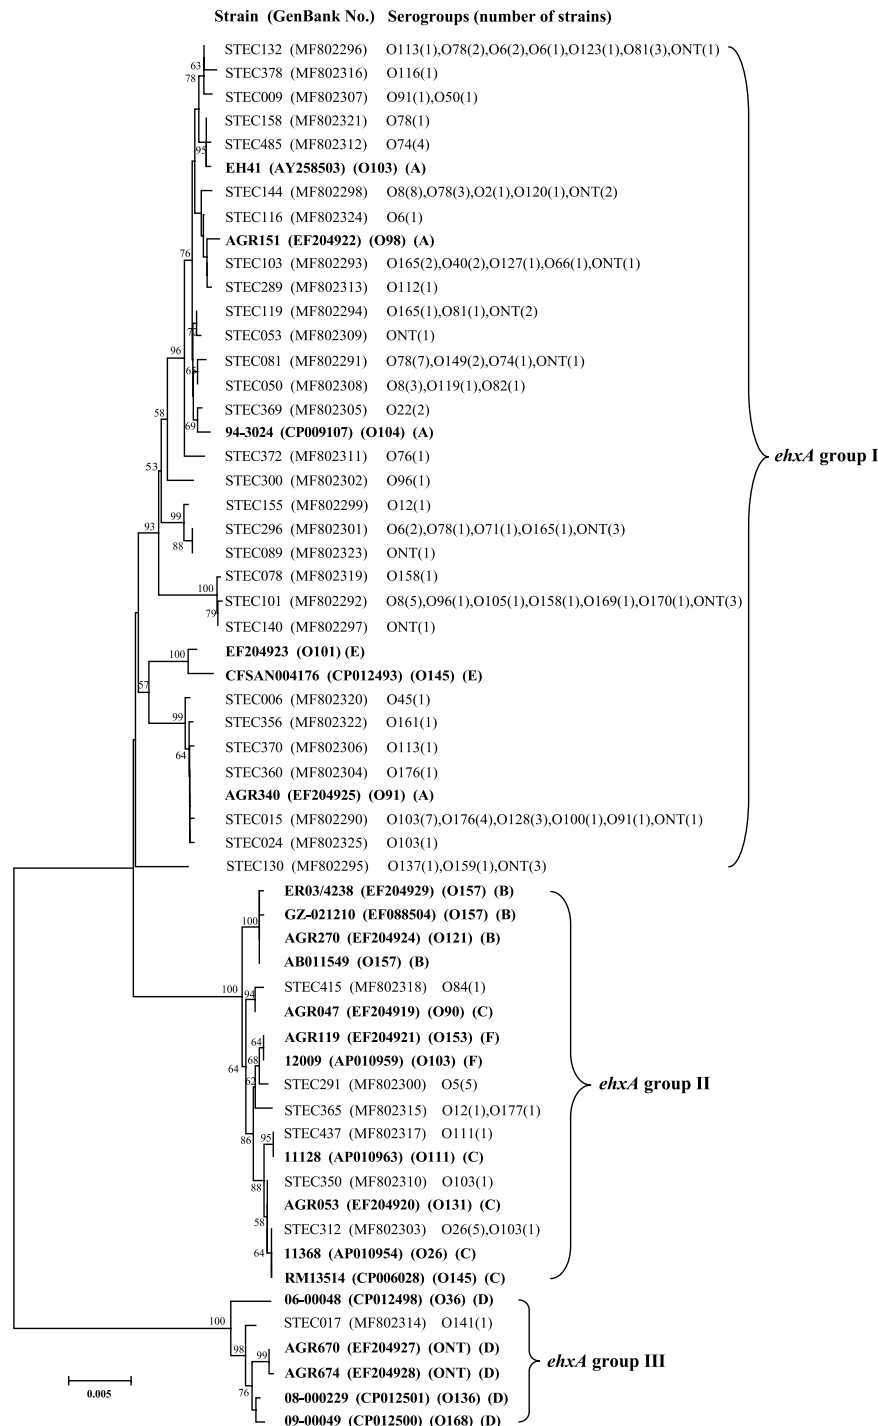 Strain (GenBank No.) Serogroups (number of strains)
STEC132 (MF802296) O113(1),O78(2),O6(2),O6(1),O123(1),O81(3),ONT(1)
63
STEC378 (MF802316) O116(1)
78
STEC009 (MF802307) O91(1),O50(1)
STEC158 (MF802321) O78(1)
STEC485 (MF802312) O74(4)
95
EH41 (AY258503) (O103) (A)
STEC144 (MF802298) O8(8),O78(3),O2(1),O120(1),ONT(2)
STEC116 (MF802324) O6(1)
AGR151 (EF204922) (O98) (A)
76
STEC103 (MF802293) O165(2),O40(2),O127(1),O66(1),ONT(1)
STEC289 (MF802313) O112(1)
STEC119 (MF802294) O165(1),O81(1),ONT(2)
STEC053 (MF802309) ONT(1)
96
STEC081 (MF802291) O78(7),O149(2),O74(1),ONT(1)
STEC050 (MF802308) O8(3),O119(1),O82(1)
STEC369 (MF802305) O22(2)
58
69
94-3024 (CP009107) (O104) (A)
STEC372 (MF802311) O76(1)
ehxA group I
53
STEC300 (MF802302) O96(1)
STEC155 (MF802299) O12(1)
99
93
STEC296 (MF802301) O6(2),O78(1),O71(1),O165(1),ONT(3)
88
STEC089 (MF802323) ONT(1)
STEC078 (MF802319) O158(1)
100
STEC101 (MF802292) O8(5),O96(1),O105(1),O158(1),O169(1),O170(1),ONT(3)
79
STEC140 (MF802297) ONT(1)
EF204923 (O101) (E)
100
CFSAN004176 (CP012493) (O145) (E)
57
STEC006 (MF802320) O45(1)
99
STEC356 (MF802322) O161(1)
STEC370 (MF802306) O113(1)
64
STEC360 (MF802304) O176(1)
AGR340 (EF204925) (O91) (A)
STEC015 (MF802290) O103(7),O176(4),O128(3),O100(1),O91(1),ONT(1)
STEC024 (MF802325) O103(1)
STEC130 (MF802295) O137(1),O159(1),ONT(3)
ER03/4238 (EF204929) (O157) (B)
GZ-021210 (EF088504) (O157) (B)
100
AGR270 (EF204924) (O121) (B)
AB011549 (O157) (B)
100
STEC415 (MF802318) O84(1)
94
AGR047 (EF204919) (O90) (C)
AGR119 (EF204921) (O153) (F)
64
12009 (AP010959) (O103) (F)
68
64
STEC291 (MF802300) O5(5)
62
ehxA group II
STEC365 (MF802315) O12(1),O177(1)
STEC437 (MF802317) O111(1)
95
86
11128 (AP010963) (O111) (C)
STEC350 (MF802310) O103(1)
88
AGR053 (EF204920) (O131) (C)
58
STEC312 (MF802303) O26(5),O103(1)
64
11368 (AP010954) (O26) (C)
RM13514 (CP006028) (O145) (C)
06-00048 (CP012498) (O36) (D)
100
STEC017 (MF802314) O141(1)
98
AGR670 (EF204927) (ONT) (D)
99
ehxA group III
AGR674 (EF204928) (ONT) (D)
76
08-000229 (CP012501) (O136) (D)
0.005
09-00049 (CP012500) (O168) (D)